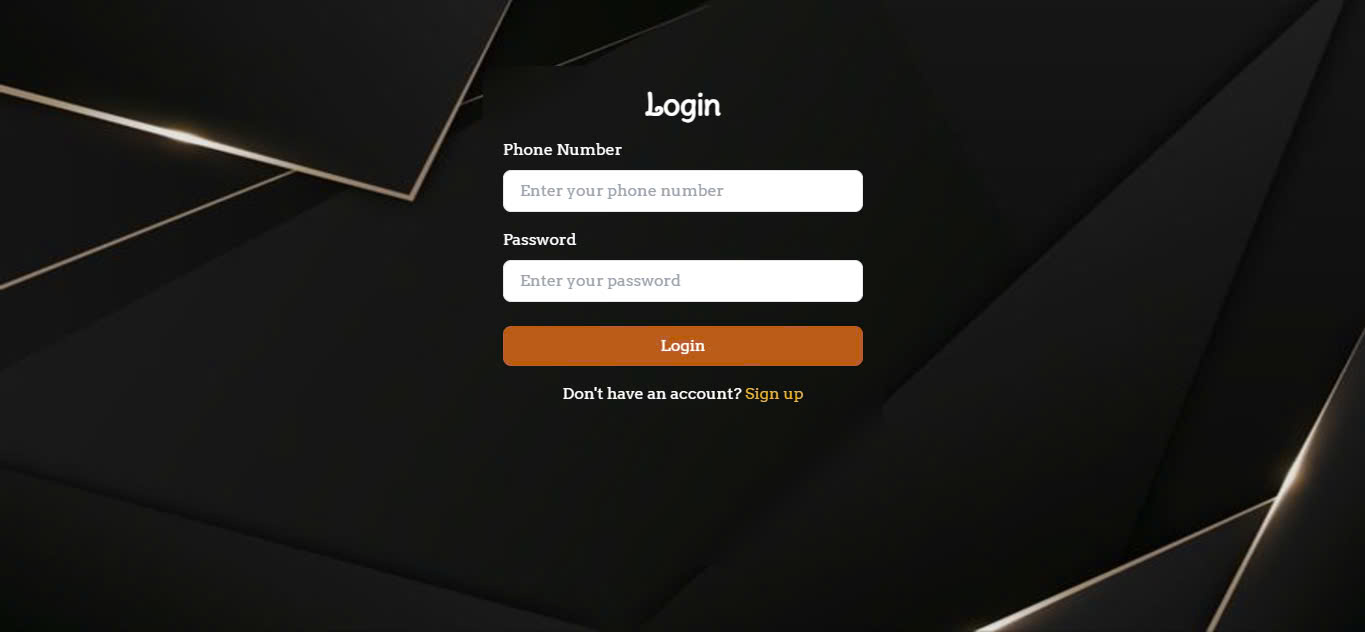 Login
Phone Number
Enter your phone number
Password
Enter your password
Login
Don't have an account? Sign up